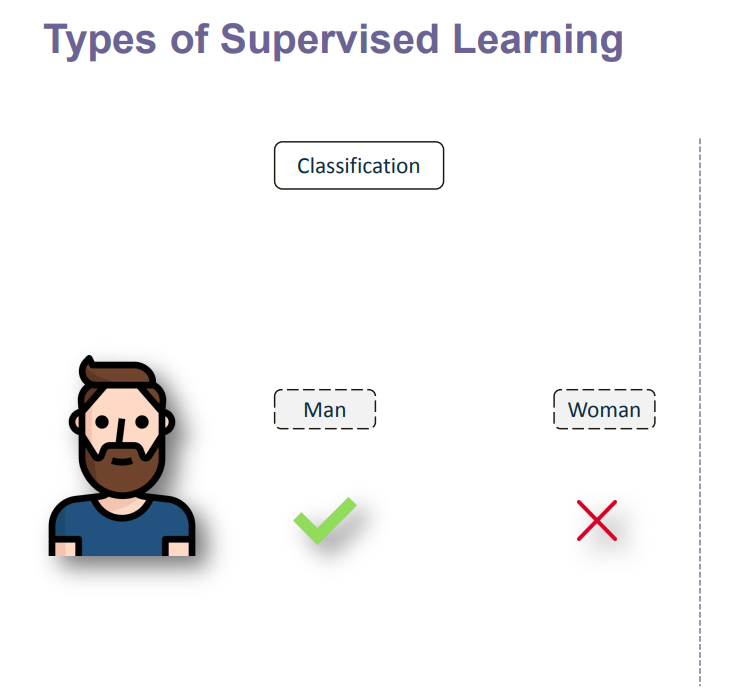 Types of Supervised Learning
Classification
Man
Woman